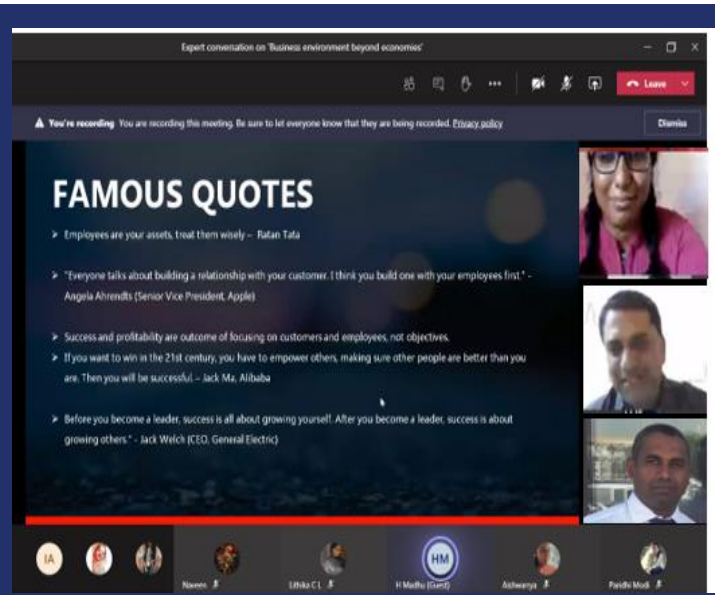 Expert conversation on 'Business environment beyond economies'
Leave
You're recording You are recording this meeting. Be sure to let everyone know that they are being recorded. Privacy policy
Dismiss
FAMOUS QUOTES
➤ Employees are your assets, treat them wisely – Ratan Tata
➤ "Everyone talks about building a relationship with your customer. I think you build one with your employees first." -
Angela Ahrendts (Senior Vice President, Apple)
➤ Success and profitability are outcome of focusing on customers and employees, not objectives.
➤ If you want to win in the 21st century, you have to empower others, making sure other people are better than you
are. Then you will be successful. – Jack Ma, Alibaba
➤ Before you become a leader, success is all about growing yourself. After you become a leader, success is about
growing others." - Jack Welch (CEO, General Electric)
IA
HM
Naveen
Lithika C L
H Madhu (Guest)
Aishwarya
Paridhi Modi